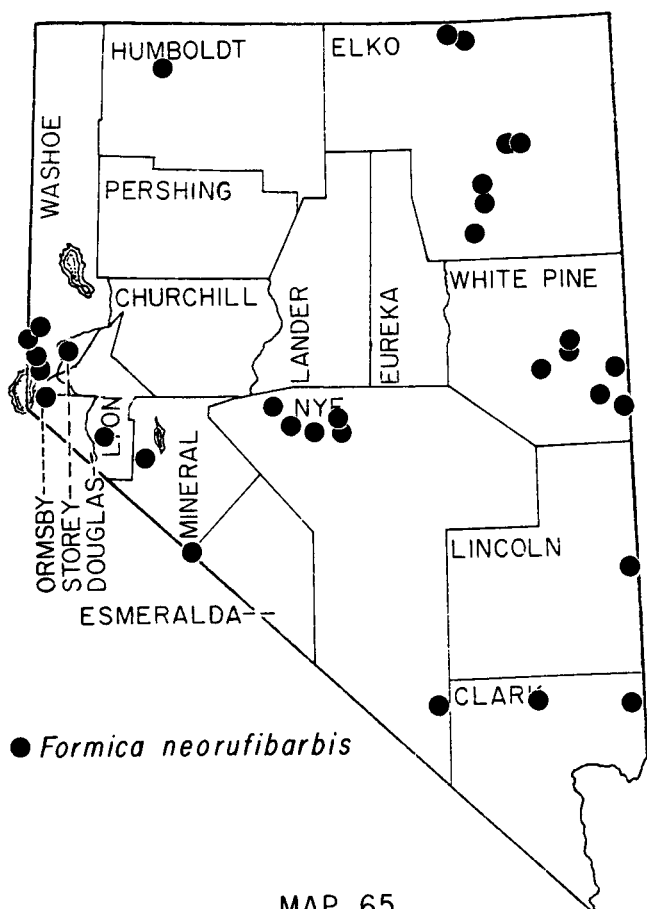 HUMBOLDT
ELKO
WASHOE
PERSHING
CHURCHILL
LANDER
EUREKA
WHITE PINE
NYE
LYON
MINERAL
ORMSBY
STOREY
DOUGLAS
ESMERALDA
LINCOLN
CLARK
Formica neorufibarbis
MAP 65